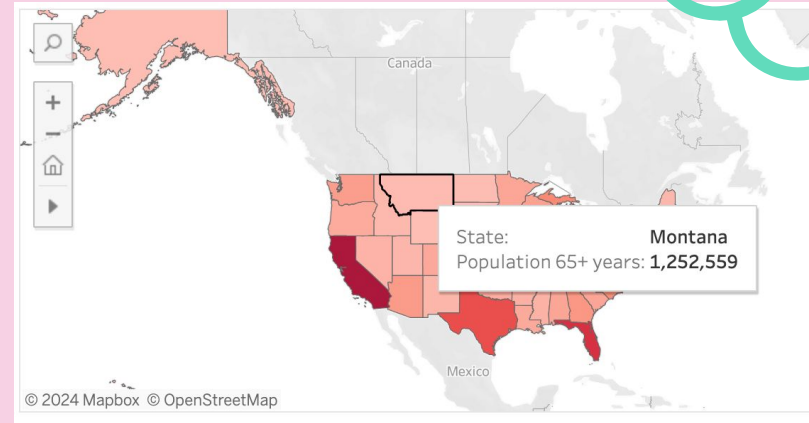 Canada
State: Montana
Population 65+ years: 1,252,559
Mexico
© 2024 Mapbox © OpenStreetMap